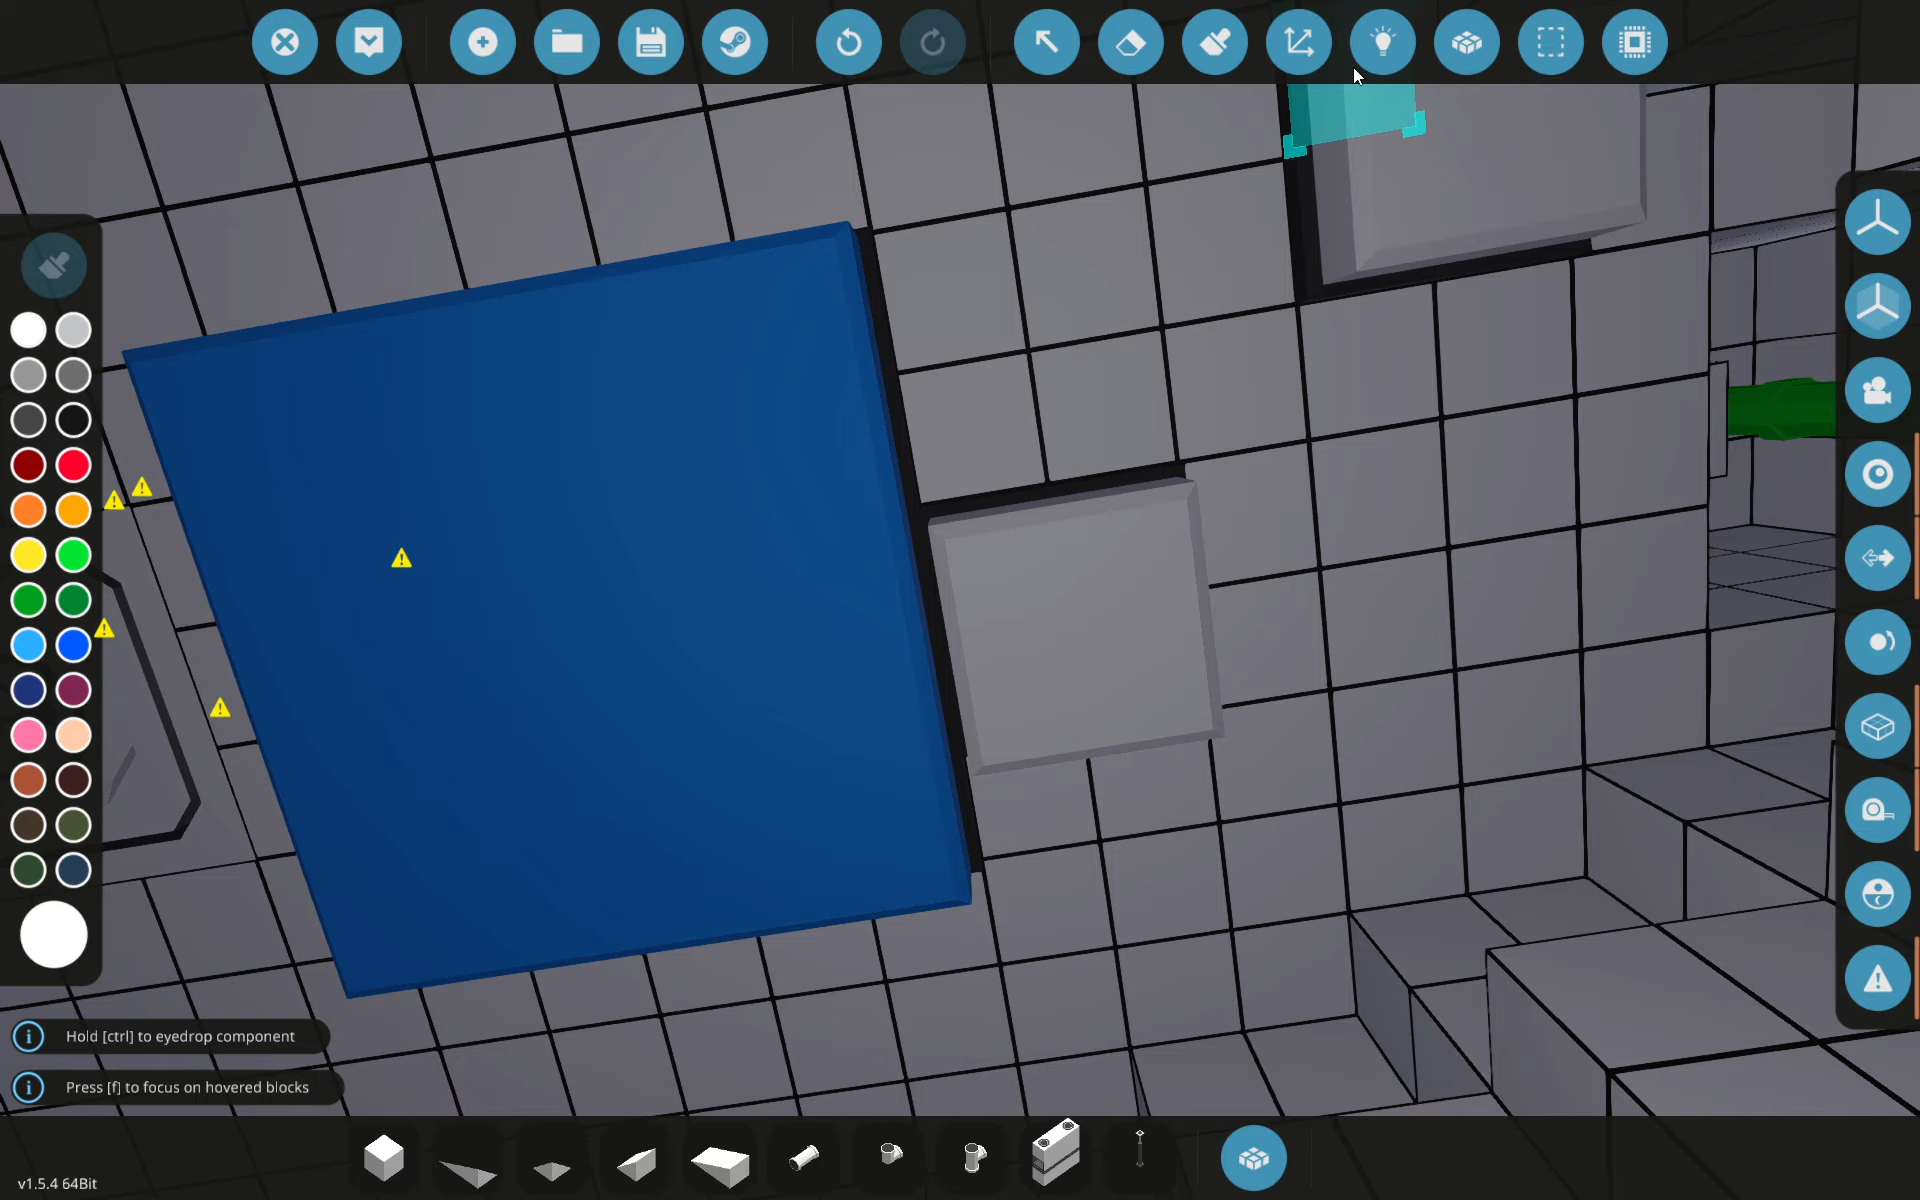 Hold [ctrl] to eyedrop component
Press [f] to focus on hovered blocks
v1.5.4 64Bit